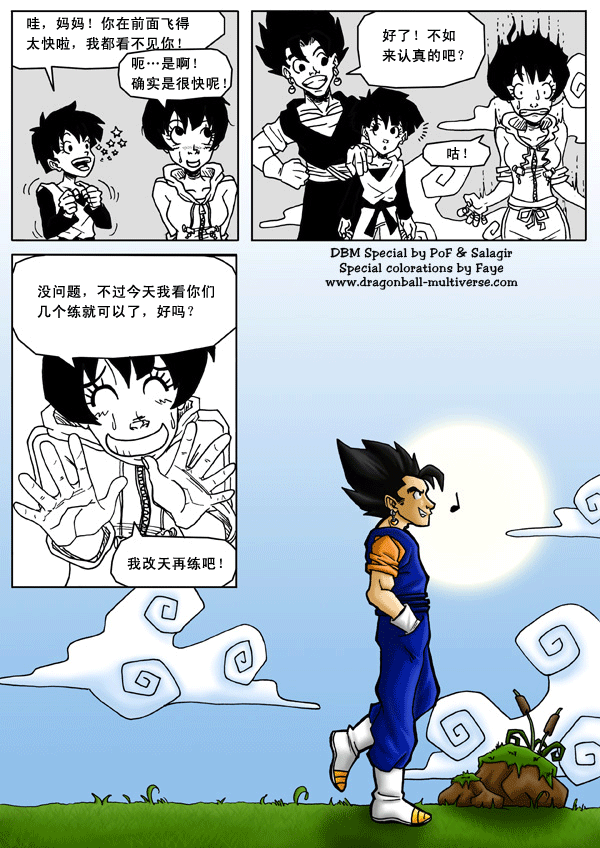 哇，妈妈！你在前面飞得
太快啦，我都看不见你！
呃…是啊！
确实是很快呢！
好了！不如
来认真的吧？
咕！
DBM Special by PoF & Salagir
Special colorations by Faye
www.dragonball-multiverse.com
没问题，不过今天我看你们
几个练就可以了，好吗？
我改天再练吧！